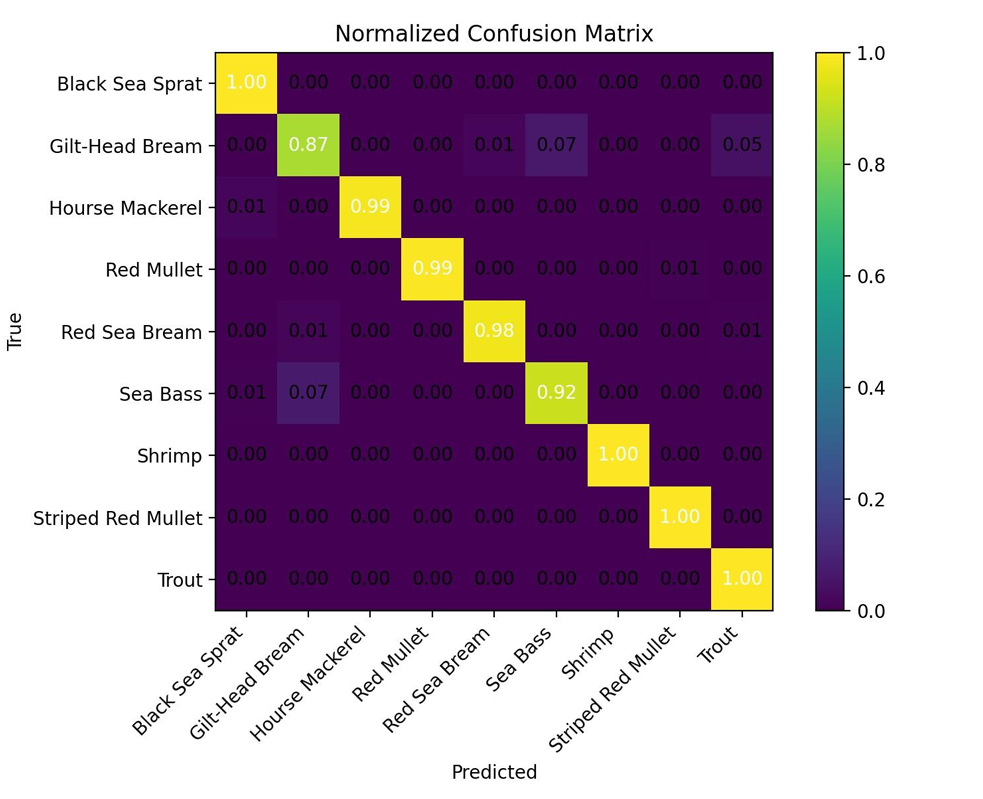 Normalized Confusion Matrix
Black Sea Sprat 1.00 0.00 0.00 0.00 0.00 0.00 0.00 0.00 0.00
Gilt-Head Bream 0.00 0.87 0.00 0.00 0.01 0.07 0.00 0.00 0.05
Hourse Mackerel 0.01 0.00 0.99 0.00 0.00 0.00 0.00 0.00 0.00
Red Mullet 0.00 0.00 0.00 0.99 0.00 0.00 0.00 0.01 0.00
Red Sea Bream 0.00 0.01 0.00 0.00 0.98 0.00 0.00 0.00 0.01
Sea Bass 0.01 0.07 0.00 0.00 0.00 0.92 0.00 0.00 0.00
Shrimp 0.00 0.00 0.00 0.00 0.00 0.00 1.00 0.00 0.00
Striped Red Mullet 0.00 0.00 0.00 0.00 0.00 0.00 0.00 1.00 0.00
Trout 0.00 0.00 0.00 0.00 0.00 0.00 0.00 0.00 1.00
True
Black Sea Sprat
Gilt-Head Bream
Hourse Mackerel
Red Mullet
Red Sea Bream
Sea Bass
Shrimp
Striped Red Mullet
Trout
Predicted
1.0
0.8
0.6
0.4
0.2
0.0